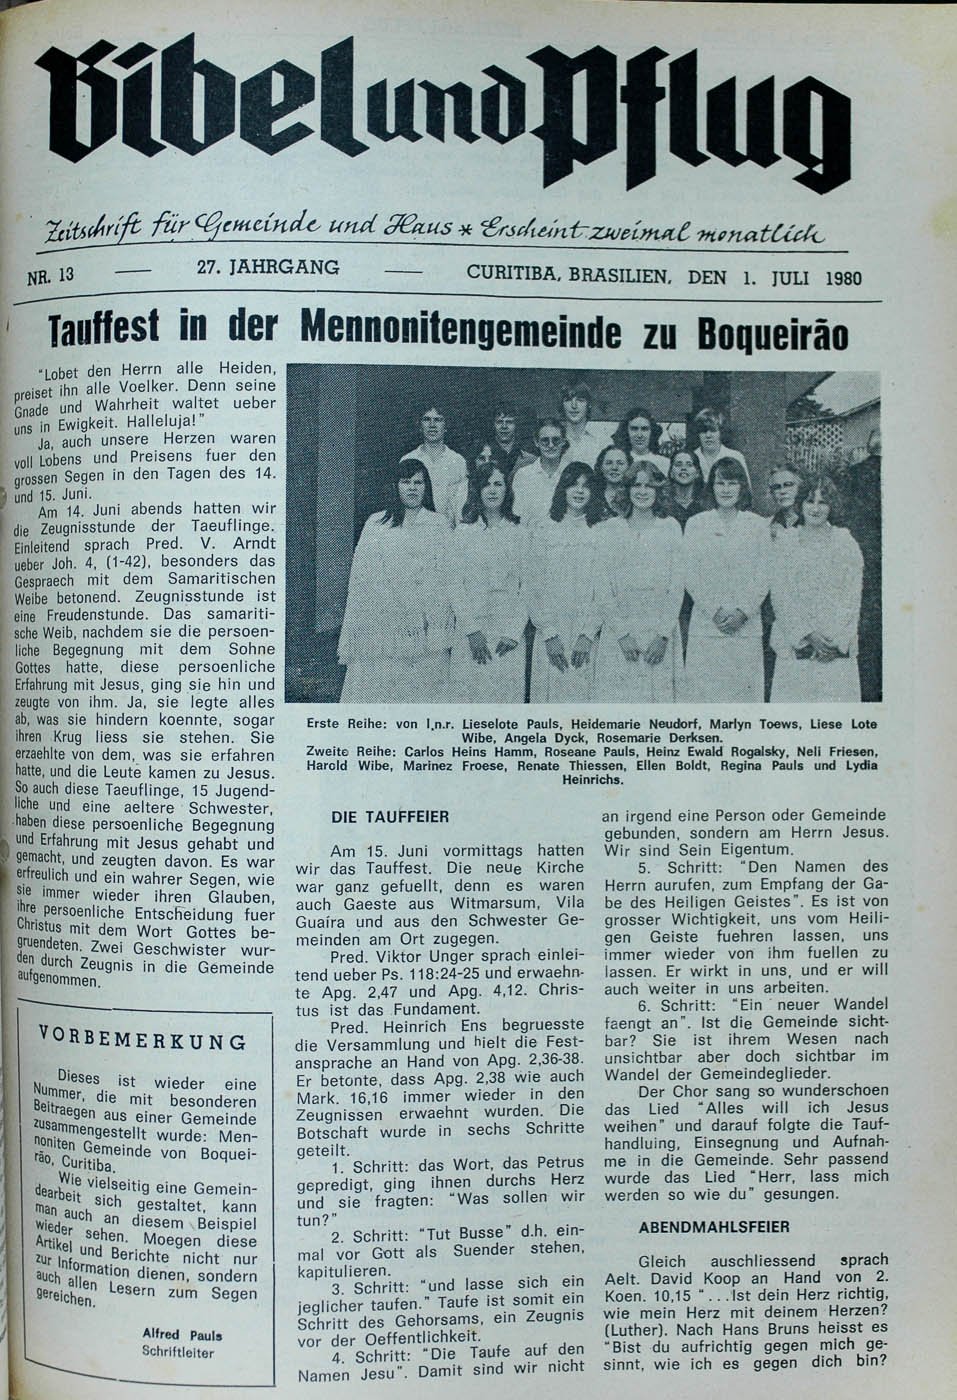 Bibel und Pflug
Zeitschrift für Gemeinde und Haus * Erscheint zweimal monatlich
NR. 13 — 27. JAHRGANG — CURITIBA, BRASILIEN, DEN 1. JULI 1980
Tauffest in der Mennonitengemeinde zu Boqueirão
"Lobet den Herrn alle Heiden,
preiset ihn alle Voelker. Denn seine
Gnade und Wahrheit waltet ueber
uns in Ewigkeit. Halleluja!"
Ja, auch unsere Herzen waren
voll Lobens und Preisens fuer den
grossen Segen in den Tagen des 14.
und 15. Juni.
Am 14. Juni abends hatten wir
die Zeugnisstunde der Taeuflinge.
Einleitend sprach Pred. V. Arndt
ueber Joh. 4, (1-42), besonders das
Gespraech mit dem Samaritischen
Weibe betonend. Zeugnisstunde ist
eine Freudenstunde. Das samariti-
sche Weib, nachdem sie die persoen-
liche Begegnung mit dem Sohne
Gottes hatte, diese persoenliche
Erfahrung mit Jesus, ging sie hin und
zeugte von ihm. Ja, sie legte alles
ab, was sie hindern koennte, sogar
ihren Krug liess sie stehen. Sie
erzaehlte von dem, was sie erfahren
hatte, und die Leute kamen zu Jesus.
So auch diese Taeuflinge, 15 Jugend-
liche und eine aeltere Schwester,
haben diese persoenliche Begegnung
und Erfahrung mit Jesus gehabt und
gemacht, und zeugten davon. Es war
erfreulich und ein wahrer Segen, wie
sie immer wieder ihren Glauben,
ihre persoenliche Entscheidung fuer
Christus mit dem Wort Gottes be-
gruendeten. Zwei Geschwister wur-
den durch Zeugnis in die Gemeinde
aufgenommen.
VORBEMERKUNG
Dieses ist wieder eine
Nummer, die mit besonderen
Beitraegen aus einer Gemeinde
zusammengestellt wurde: Men-
noniten Gemeinde von Boquei-
rão, Curitiba.
Wie vielseitig eine Gemein-
dearbeit sich gestaltet, kann
man auch an diesem Beispiel
wieder sehen. Moegen diese
Artikel und Berichte nicht nur
zur Information dienen, sondern
auch allen Lesern zum Segen
gereichen.
Alfred Pauls
Schriftleiter
Erste Reihe: von l.n.r. Lieselote Pauls, Heidemarie Neudorf, Marlyn Toews, Liese Lote
Wibe, Angela Dyck, Rosemarie Derksen.
Zweite Reihe: Carlos Heins Hamm, Roseane Pauls, Heinz Ewald Rogalsky, Neli Friesen,
Harold Wibe, Marinez Froese, Renate Thiessen, Ellen Boldt, Regina Pauls und Lydia
Heinrichs.
DIE TAUFFEIER
Am 15. Juni vormittags hatten
wir das Tauffest. Die neue Kirche
war ganz gefuellt, denn es waren
auch Gaeste aus Witmarsum, Vila
Guaíra und aus den Schwester Ge-
meinden am Ort zugegen.
Pred. Viktor Unger sprach einlei-
tend ueber Ps. 118:24-25 und erwaehn-
te Apg. 2,47 und Apg. 4,12. Chris-
tus ist das Fundament.
Pred. Heinrich Ens begruesste
die Versammlung und hielt die Fest-
ansprache an Hand von Apg. 2,36-38.
Er betonte, dass Apg. 2,38 wie auch
Mark. 16,16 immer wieder in den
Zeugnissen erwaehnt wurden. Die
Botschaft wurde in sechs Schritte
geteilt.
1. Schritt: das Wort, das Petrus
gepredigt, ging ihnen durchs Herz
und sie fragten: "Was sollen wir
tun?"
2. Schritt: "Tut Busse" d.h. ein-
mal vor Gott als Suender stehen,
kapitulieren.
3. Schritt: "und lasse sich ein
jeglicher taufen." Taufe ist somit ein
Schritt des Gehorsams, ein Zeugnis
vor der Oeffentlichkeit.
4. Schritt: "Die Taufe auf den
Namen Jesu". Damit sind wir nicht
an irgend eine Person oder Gemeinde
gebunden, sondern am Herrn Jesus.
Wir sind Sein Eigentum.
5. Schritt: "Den Namen des
Herrn aurufen, zum Empfang der Ga-
be des Heiligen Geistes". Es ist von
grosser Wichtigkeit, uns vom Heili-
gen Geiste fuehren lassen, uns
immer wieder von ihm fuellen zu
lassen. Er wirkt in uns, und er will
auch weiter in uns arbeiten.
6. Schritt: "Ein neuer Wandel
faengt an". Ist die Gemeinde sicht-
bar? Sie ist ihrem Wesen nach
unsichtbar aber doch sichtbar im
Wandel der Gemeindeglieder.
Der Chor sang so wunderschoen
das Lied "Alles will ich Jesus
weihen" und darauf folgte die Tauf-
handluing, Einsegnung und Aufnah-
me in die Gemeinde. Sehr passend
wurde das Lied "Herr, lass mich
werden so wie du" gesungen.
ABENDMAHLSFEIER
Gleich auschliessend sprach
Aelt. David Koop an Hand von 2.
Koen. 10,15 "...Ist dein Herz richtig,
wie mein Herz mit deinem Herzen?
(Luther). Nach Hans Bruns heisst es
"Bist du aufrichtig gegen mich ge-
sinnt, wie ich es gegen dich bin?